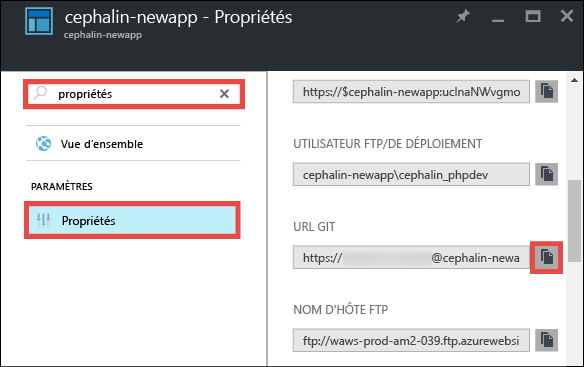 cephalin-newapp - Propriétés
cephalin-newapp
propriétés
Vue d'ensemble
PARAMÈTRES
Propriétés
https://$cephalin-newapp:uclnaNWvgmo
UTILISATEUR FTP/DE DÉPLOIEMENT
cephalin-newapp\cephalin_phpdev
URL GIT
https:// @cephalin-newa
NOM D'HÔTE FTP
ftp://waws-prod-am2-039.ftp.azurewebsi